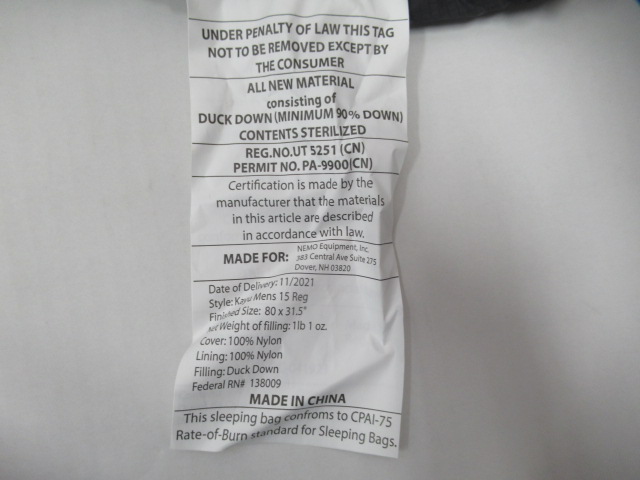 UNDER PENALTY OF LAW THIS TAG
NOT TO BE REMOVED EXCEPT BY
THE CONSUMER
ALL NEW MATERIAL
consisting of
DUCK DOWN (MINIMUM 90% DOWN)
CONTENTS STERILIZED
REG.NO.UT 5251 (CN)
PERMIT NO. PA-9900(CN)
Certification is made by the
manufacturer that the materials
in this article are described
in accordance with law.
MADE FOR: NEMO Equipment, Inc.
383 Central Ave Suite 275
Dover, NH 03820
Date of Delivery: 11/2021
Style: Kayu Mens 15 Reg
Finished Size: 80 x 31.5"
Net Weight of filling: 1lb 1 oz.
Cover: 100% Nylon
Lining: 100% Nylon
Filling: Duck Down
Federal RN# 138009
MADE IN CHINA
This sleeping bag confroms to CPAI-75
Rate-of-Burn standard for Sleeping Bags.